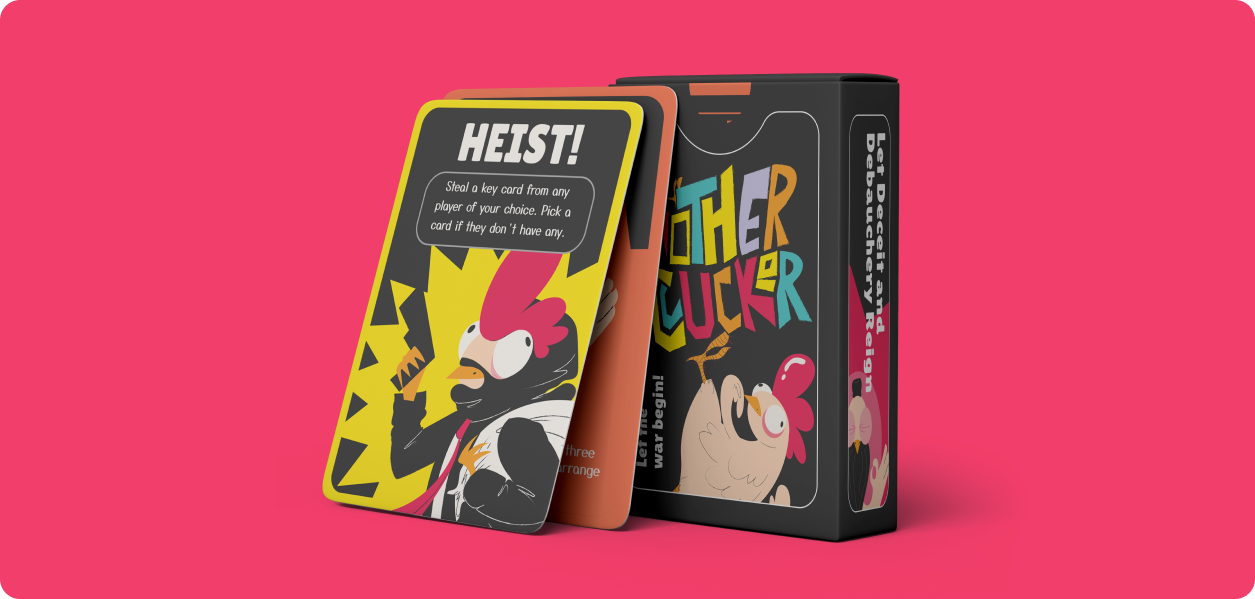 HEIST!
Steal a key card from any
player of your choice. Pick a
card if they don't have any.
three
OTHER
CUCKER
Let the
war begin!
Let Deceit and
Debauchery Reign